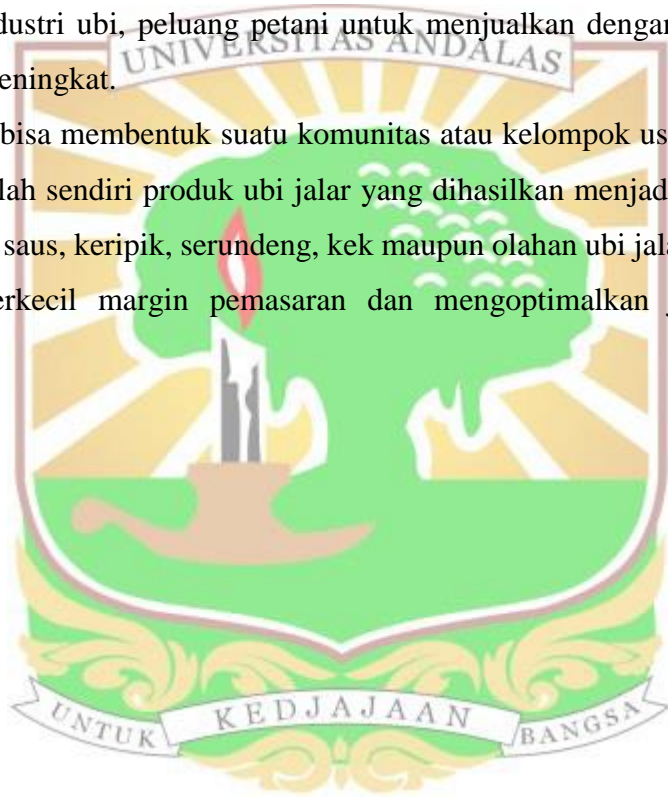 dustri ubi, peluang petani untuk menjualkan dengan
UNIVERSITAS ANDALAS
eningkat.
bisa membentuk suatu komunitas atau kelompok us
lah sendiri produk ubi jalar yang dihasilkan menjad
saus, keripik, serundeng, kek maupun olahan ubi jala
erkecil margin pemasaran dan mengoptimalkan
UNTUK KEDJAJAAN BANGSA